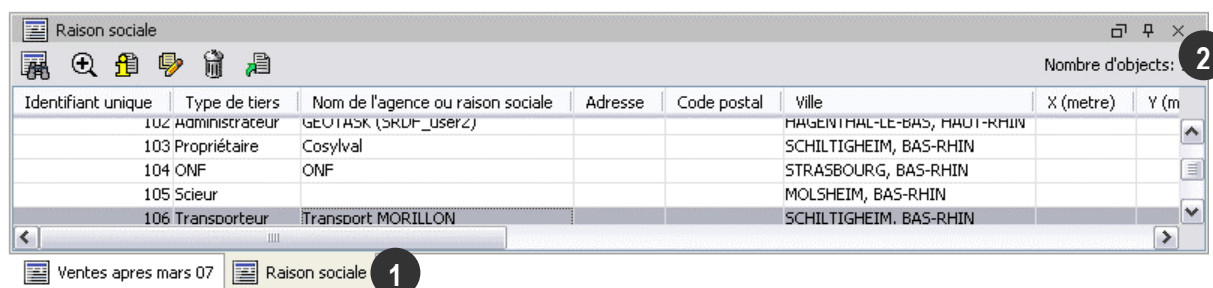 Raison sociale
2
Nombre d'objects:
Identifiant unique Type de tiers Nom de l'agence ou raison sociale Adresse Code postal Ville X (metre) Y (m
102 Administrateur GEOTASK (SRDF_user2) HAGENTHAL-LE-BAS, HAUT-RHIN
103 Propriétaire Cosylval SCHILTIGHEIM, BAS-RHIN
104 ONF ONF STRASBOURG, BAS-RHIN
105 Scieur MOLSHEIM, BAS-RHIN
106 Transporteur Transport MORILLON SCHILTIGHEIM, BAS-RHIN
Ventes apres mars 07 Raison sociale 1